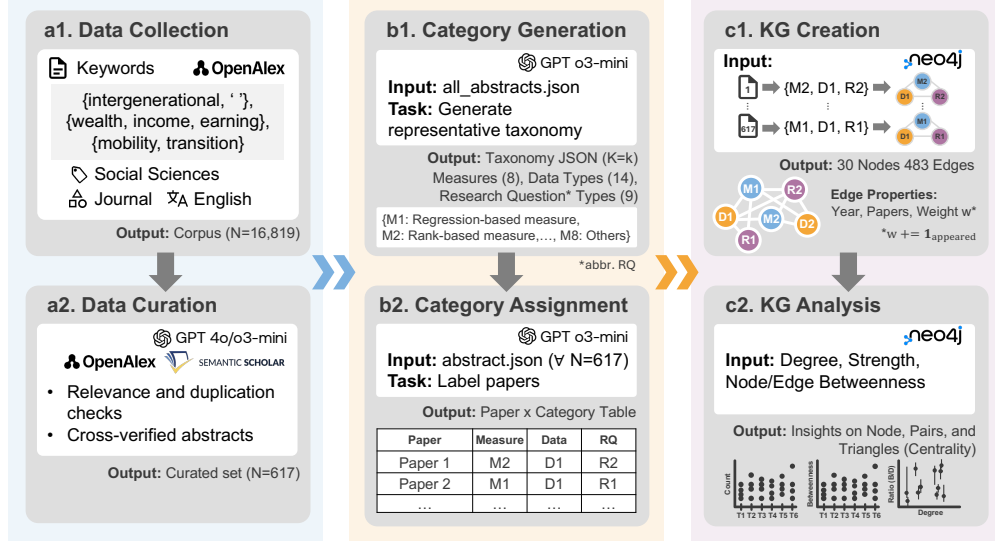 a1. Data Collection
Keywords
OpenAlex
{intergenerational, ‘ ’},
{wealth, income, earning},
{mobility, transition}
Social Sciences
Journal
English
Output: Corpus (N=16,819)
a2. Data Curation
GPT 4o/o3-mini
OpenAlex
SEMANTIC SCHOLAR
• Relevance and duplication
checks
• Cross-verified abstracts
Output: Curated set (N=617)
b1. Category Generation
GPT o3-mini
Input: all_abstracts.json
Task: Generate
representative taxonomy
Output: Taxonomy JSON (K=k)
Measures (8), Data Types (14),
Research Question* Types (9)
{M1: Regression-based measure,
M2: Rank-based measure,…, M8: Others}
*abbr. RQ
b2. Category Assignment
GPT o3-mini
Input: abstract.json (∀ N=617)
Task: Label papers
Output: Paper x Category Table
Paper Measure Data RQ
Paper 1 M2 D1 R2
Paper 2 M1 D1 R1
… … … …
c1. KG Creation
neo4j
Input:
1 {M2, D1, R2} M2 D1 R2
617 {M1, D1, R1} M1 D1 R1
Output: 30 Nodes 483 Edges
M1 R2 D1 M2 D2 R1
Edge Properties:
Year, Papers, Weight w*
*w += 1appeared
c2. KG Analysis
neo4j
Input: Degree, Strength,
Node/Edge Betweenness
Output: Insights on Node, Pairs, and
Triangles (Centrality)
Count
T1 T2 T3 T4 T5 T6
Betweenness
T1 T2 T3 T4 T5 T6
Ratio (B/D)
Degree